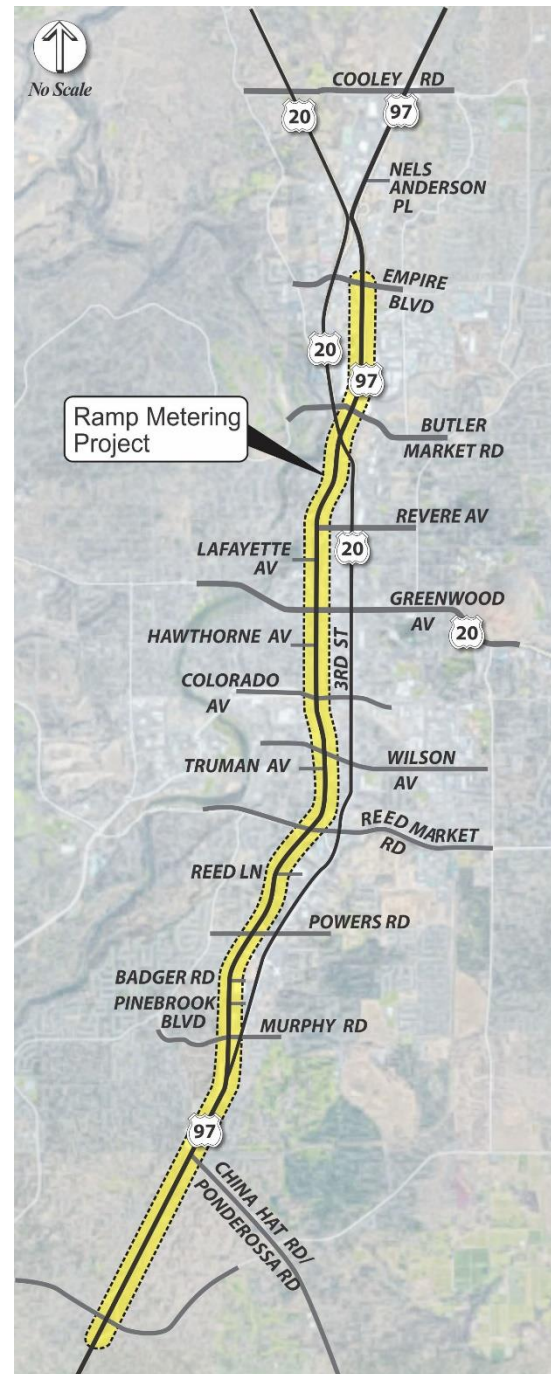 No Scale
COOLEY RD
20
97
NELS
ANDERSON
PL
EMPIRE
BLVD
20
97
Ramp Metering
Project
BUTLER
MARKET RD
REVERE AV
LAFAYETTE
AV
20
GREENWOOD
AV
20
HAWTHORNE AV
3RD ST
COLORADO
AV
TRUMAN AV
WILSON
AV
REED MARKET
RD
REED LN
POWERS RD
BADGER RD
PINEBROOK
BLVD
MURPHY RD
97
CHINA HAT RD/
PONDEROSSA RD